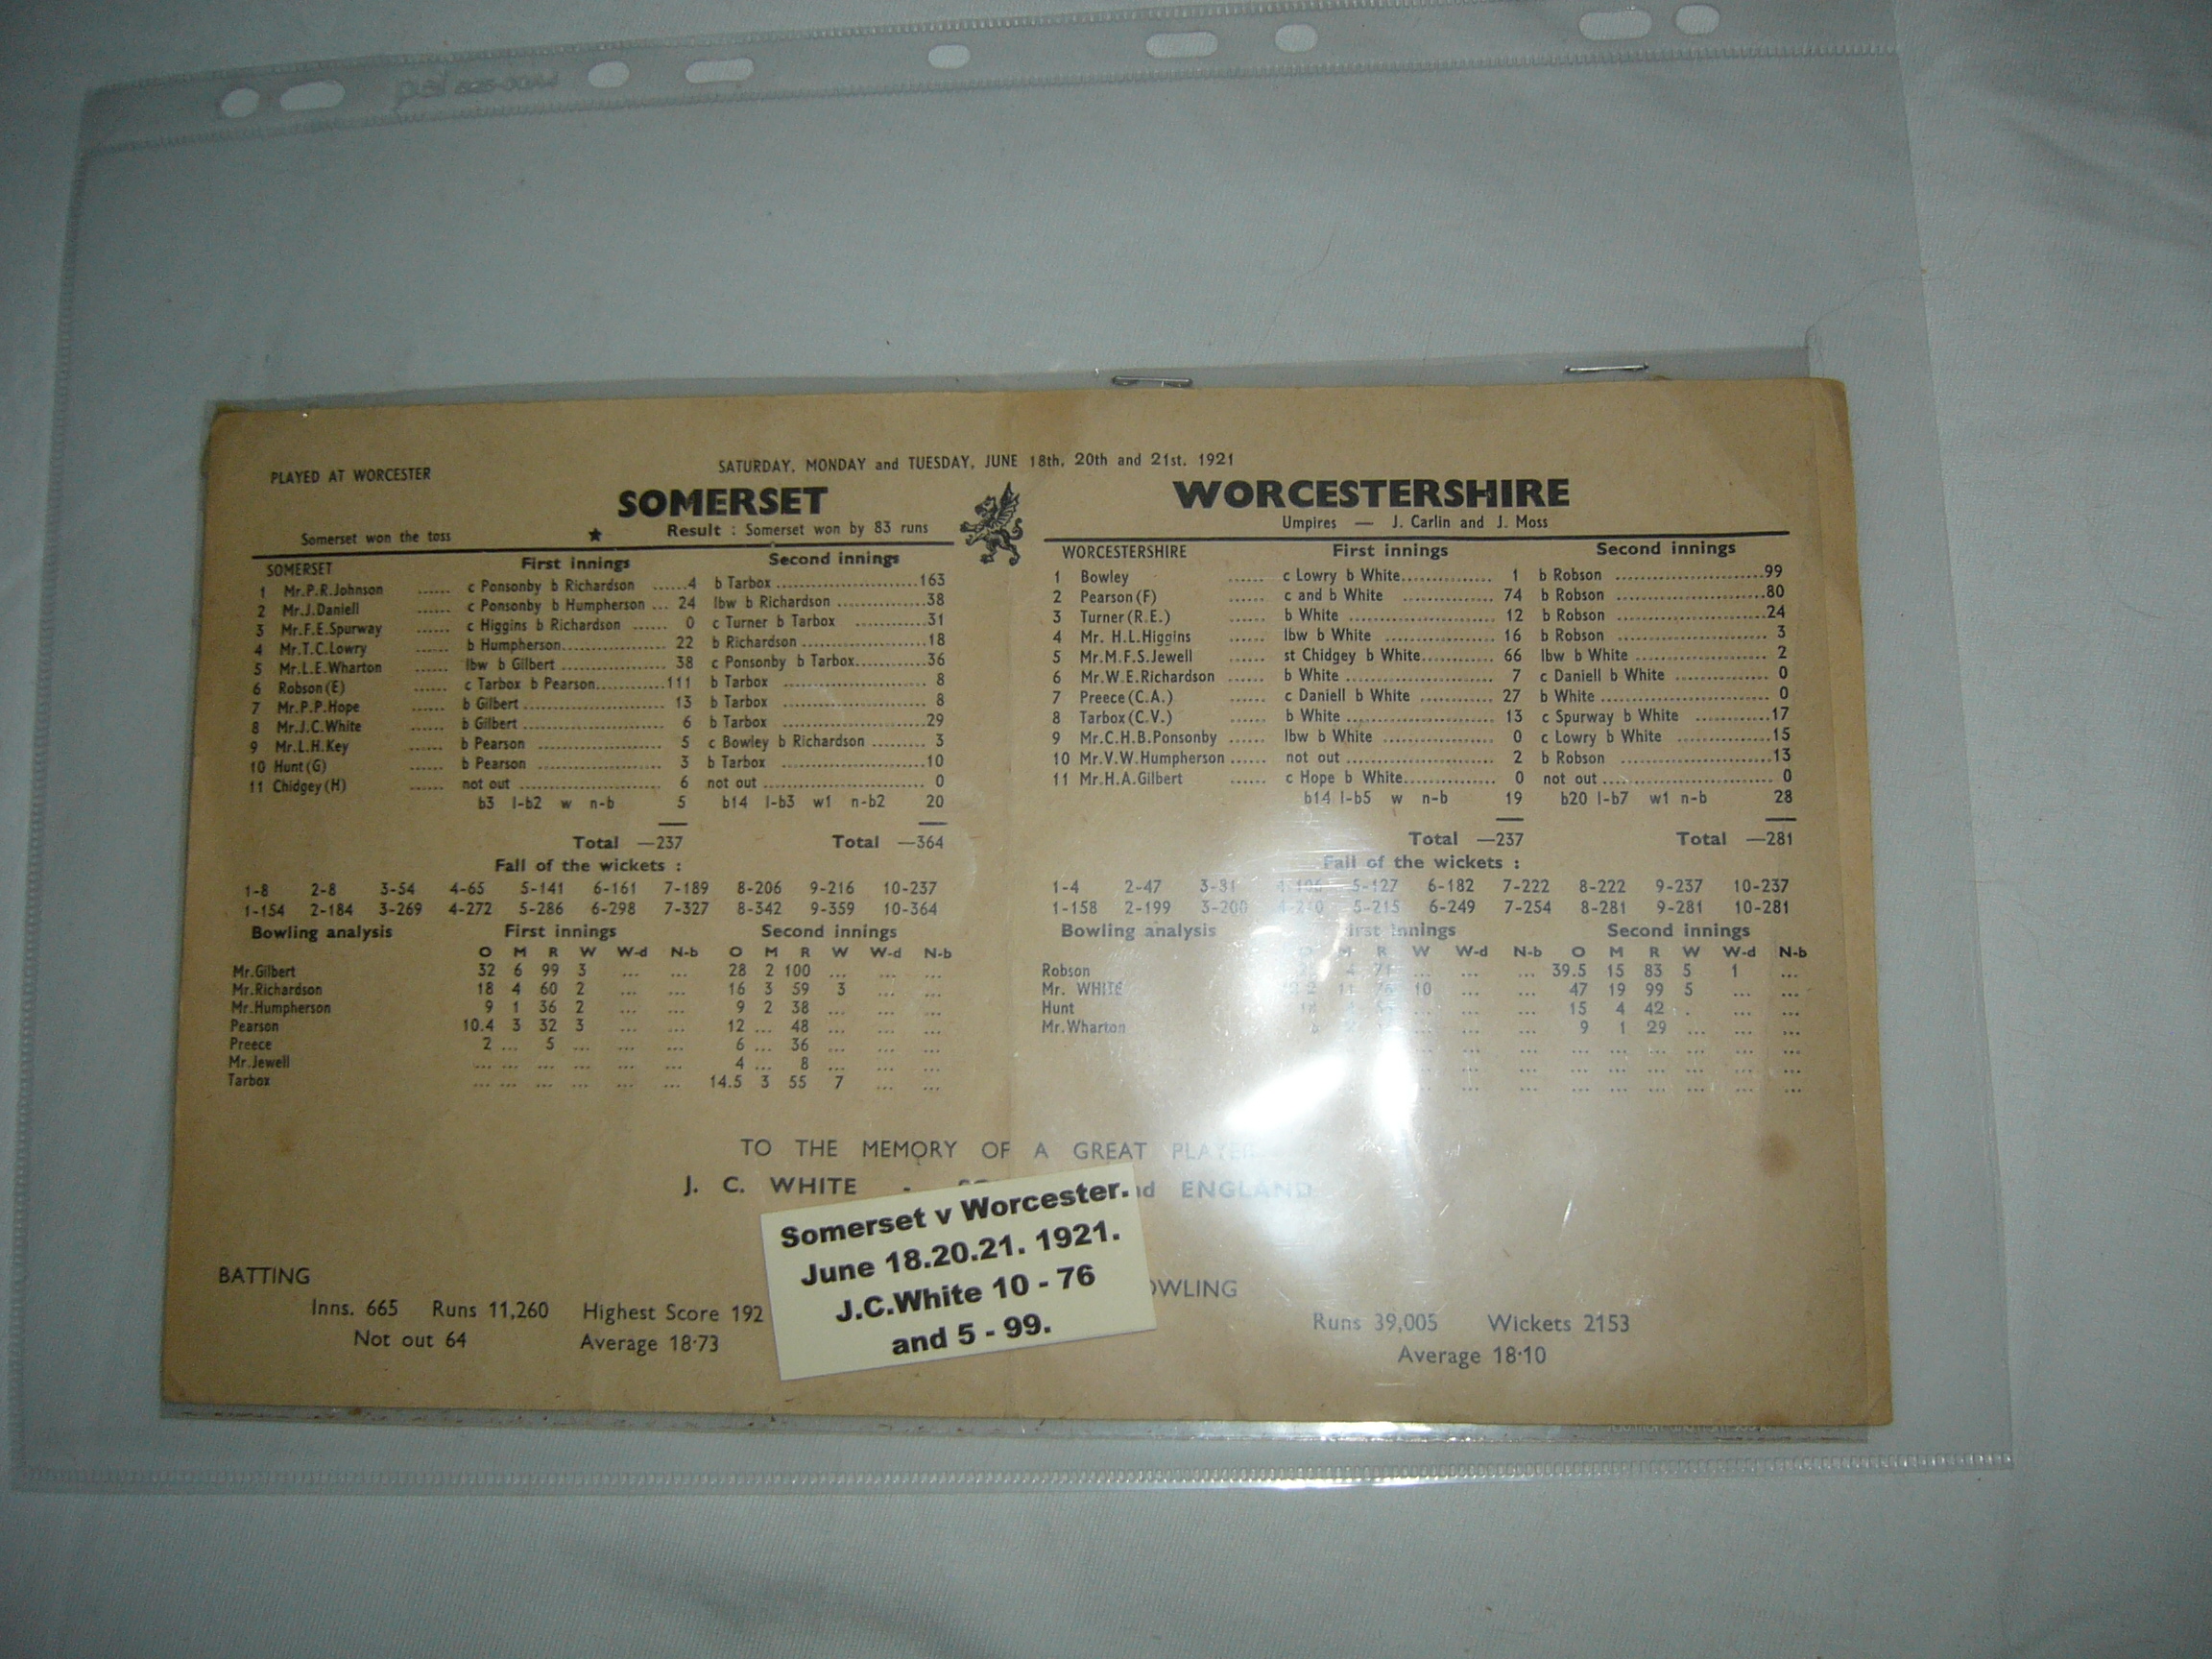 PLAYED AT WORCESTER
SATURDAY, MONDAY and TUESDAY, JUNE 18th, 20th and 21st, 1921
SOMERSET
Somerset won the toss ★ Result : Somerset won by 83 runs
SOMERSET First innings Second innings
1 Mr.P.R.Johnson ...... c Ponsonby b Richardson ......4 b Tarbox ..............................163
2 Mr.J.Daniell ...... c Ponsonby b Humpherson ... 24 lbw b Richardson ..................38
3 Mr.F.E.Spurway ...... c Higgins b Richardson ...... 0 c Turner b Tarbox ..............31
4 Mr.T.C.Lowry ...... b Humpherson.................. 22 b Richardson .......................18
5 Mr.L.E.Wharton ...... lbw b Gilbert .................. 38 c Ponsonby b Tarbox............36
6 Robson(E) ...... c Tarbox b Pearson............111 b Tarbox .............................. 8
7 Mr.P.P.Hope ...... b Gilbert ........................ 13 b Tarbox .............................. 8
8 Mr.J.C.White ...... b Gilbert ........................ 6 b Tarbox ..............................29
9 Mr.L.H.Key ...... b Pearson ........................ 5 c Bowley b Richardson ......... 3
10 Hunt(G) ...... b Pearson ........................ 3 b Tarbox ..............................10
11 Chidgey(H) ...... not out ........................... 6 not out ................................. 0
b3 l-b2 w n-b 5 b14 l-b3 w1 n-b2 20
Total —237 Total —364
Fall of the wickets :
1-8 2-8 3-54 4-65 5-141 6-161 7-189 8-206 9-216 10-237
1-154 2-184 3-269 4-272 5-286 6-298 7-327 8-342 9-359 10-364
Bowling analysis First innings Second innings
O M R W W-d N-b O M R W W-d N-b
Mr.Gilbert 32 6 99 3 ... ... 28 2 100 ... ... ...
Mr.Richardson 18 4 60 2 ... ... 16 3 59 3 ... ...
Mr.Humpherson 9 1 36 2 ... ... 9 2 38 ... ... ...
Pearson 10.4 3 32 3 ... ... 12 ... 48 ... ... ...
Preece 2 ... 5 ... ... ... 6 ... 36 ... ... ...
Mr.Jewell ... ... ... ... ... ... 4 ... 8 ... ... ...
Tarbox ... ... ... ... ... ... 14.5 3 55 7 ... ...
WORCESTERSHIRE
Umpires — J. Carlin and J. Moss
WORCESTERSHIRE First innings Second innings
1 Bowley ...... c Lowry b White............... 1 b Robson ...........................99
2 Pearson(F) ...... c and b White ............... 74 b Robson ...........................80
3 Turner(R.E.) ...... b White ........................ 12 b Robson ...........................24
4 Mr. H.L.Higgins ...... lbw b White .................. 16 b Robson ........................... 3
5 Mr.M.F.S.Jewell ...... st Chidgey b White............ 66 lbw b White ........................ 2
6 Mr.W.E.Richardson ...... b White ........................ 7 c Daniell b White ............... 0
7 Preece(C.A.) ...... c Daniell b White ............ 27 b White .............................. 0
8 Tarbox(C.V.) ...... b White ........................ 13 c Spurway b White ............17
9 Mr.C.H.B.Ponsonby ...... lbw b White .................. 0 c Lowry b White ..................15
10 Mr.V.W.Humpherson ...... not out ........................ 2 b Robson ...........................13
11 Mr.H.A.Gilbert ...... c Hope b White............... 0 not out .............................. 0
b14 l-b5 w n-b 19 b20 l-b7 w1 n-b 28
Total —237 Total —281
Fall of the wickets :
1-4 2-47 3-81 5-127 6-182 7-222 8-222 9-237 10-237
1-158 2-199 3-200 5-215 6-249 7-254 8-281 9-281 10-281
Bowling analysis First innings Second innings
M R W W-d N-b O M R W W-d N-b
Robson 4 71 ... ... ... 39.5 15 83 5 1 ...
Mr. WHITE 11 76 10 ... ... 47 19 99 5 ... ...
Hunt ... ... ... 15 4 42 . ... ...
Mr.Wharton ... ... ... 9 1 29 ... ... ...
TO THE MEMORY OF A GREAT PLAYER
J. C. WHITE - and ENGLAND
Somerset v Worcester.
June 18.20.21. 1921.
J.C.White 10 - 76
and 5 - 99.
BATTING
Inns. 665 Runs 11,260 Highest Score 192
Not out 64 Average 18·73
OWLING
Runs 39,005 Wickets 2153
Average 18·10